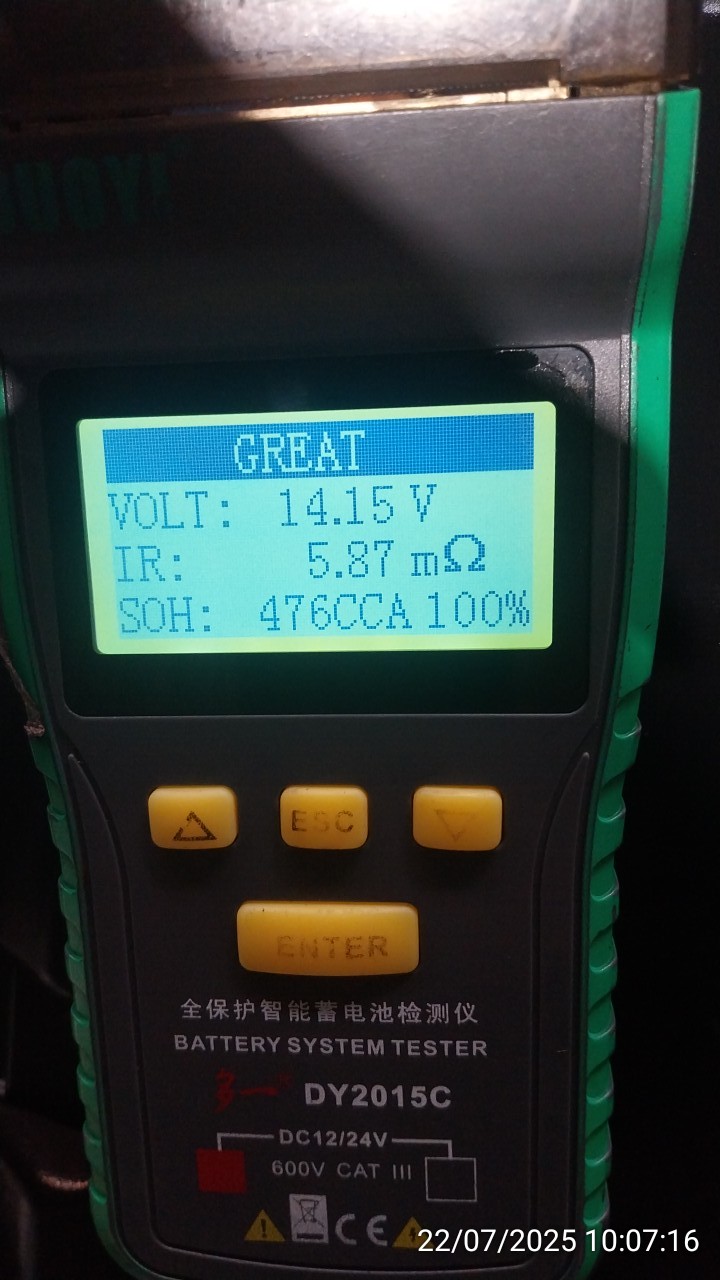 GREAT
VOLT: 14.15 V
IR: 5.87 mΩ
SOH: 476CCA 100%
ESC
ENTER
全保护智能蓄电池检测仪
BATTERY SYSTEM TESTER
DY2015C
DC12/24V
600V CAT III
CE
22/07/2025 10:07:16